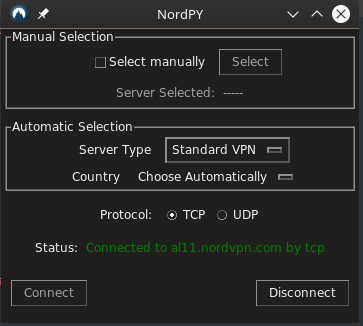 NordPY
Manual Selection
Select manually Select
Server Selected: -----
Automatic Selection
Server Type Standard VPN
Country Choose Automatically
Protocol: TCP UDP
Status: Connected to al11.nordvpn.com by tcp
Connect Disconnect